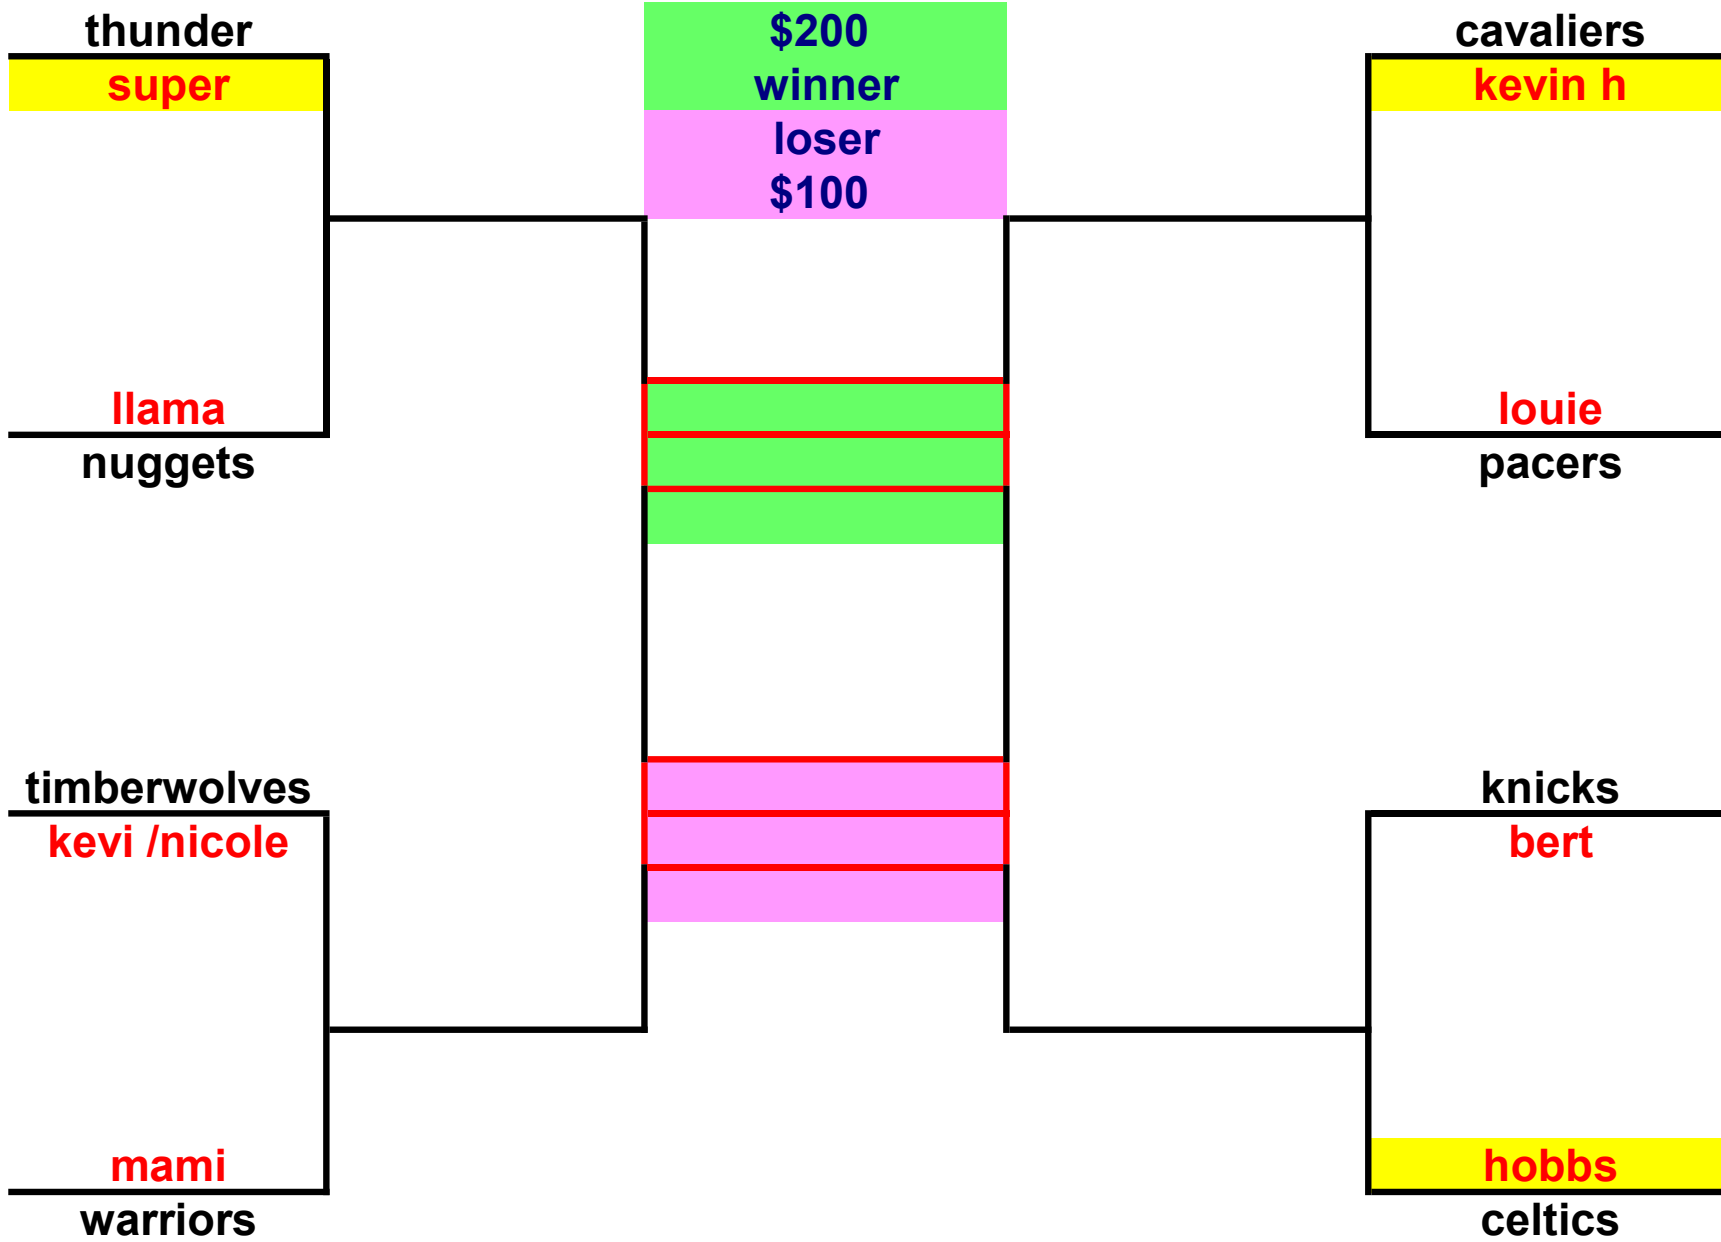 thunder
super
llama
nuggets
timberwolves
kevi /nicole
mami
warriors
$200
winner
loser
$100
cavaliers
kevin h
louie
pacers
knicks
bert
hobbs
celtics